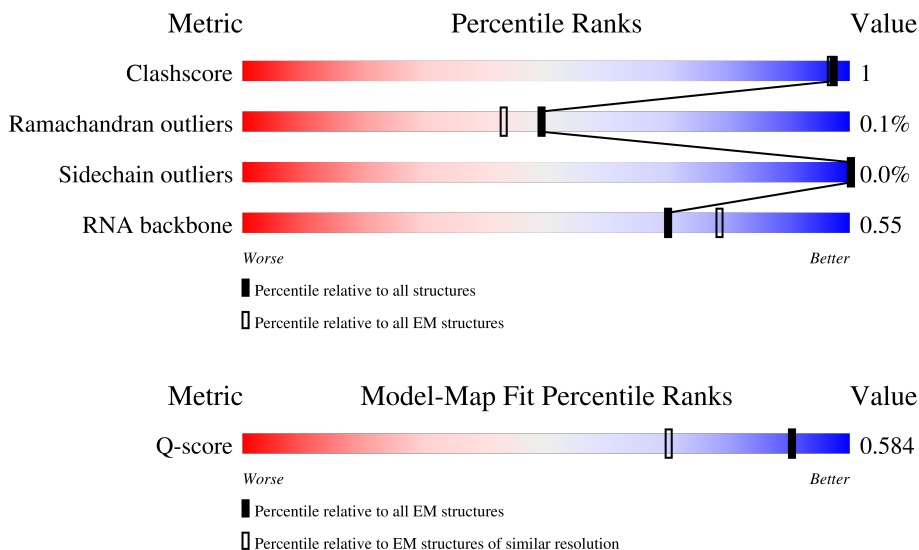 Metric Percentile Ranks Value
Clashscore 1
Ramachandran outliers 0.1%
Sidechain outliers 0.0%
RNA backbone 0.55
Worse Better
Percentile relative to all structures
Percentile relative to all EM structures
Metric Model-Map Fit Percentile Ranks Value
Q-score 0.584
Worse Better
Percentile relative to all EM structures
Percentile relative to EM structures of similar resolution